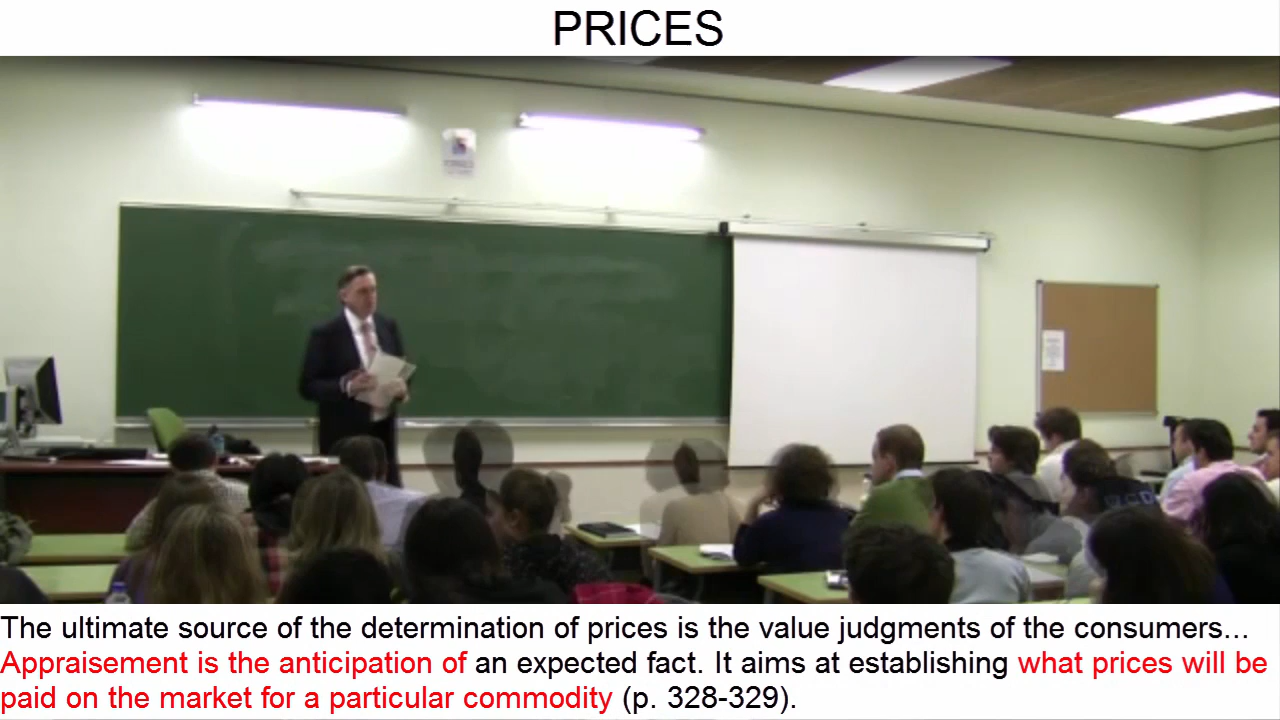 PRICES
The ultimate source of the determination of prices is the value judgments of the consumers...
Appraisement is the anticipation of an expected fact. It aims at establishing what prices will be
paid on the market for a particular commodity (p. 328-329).